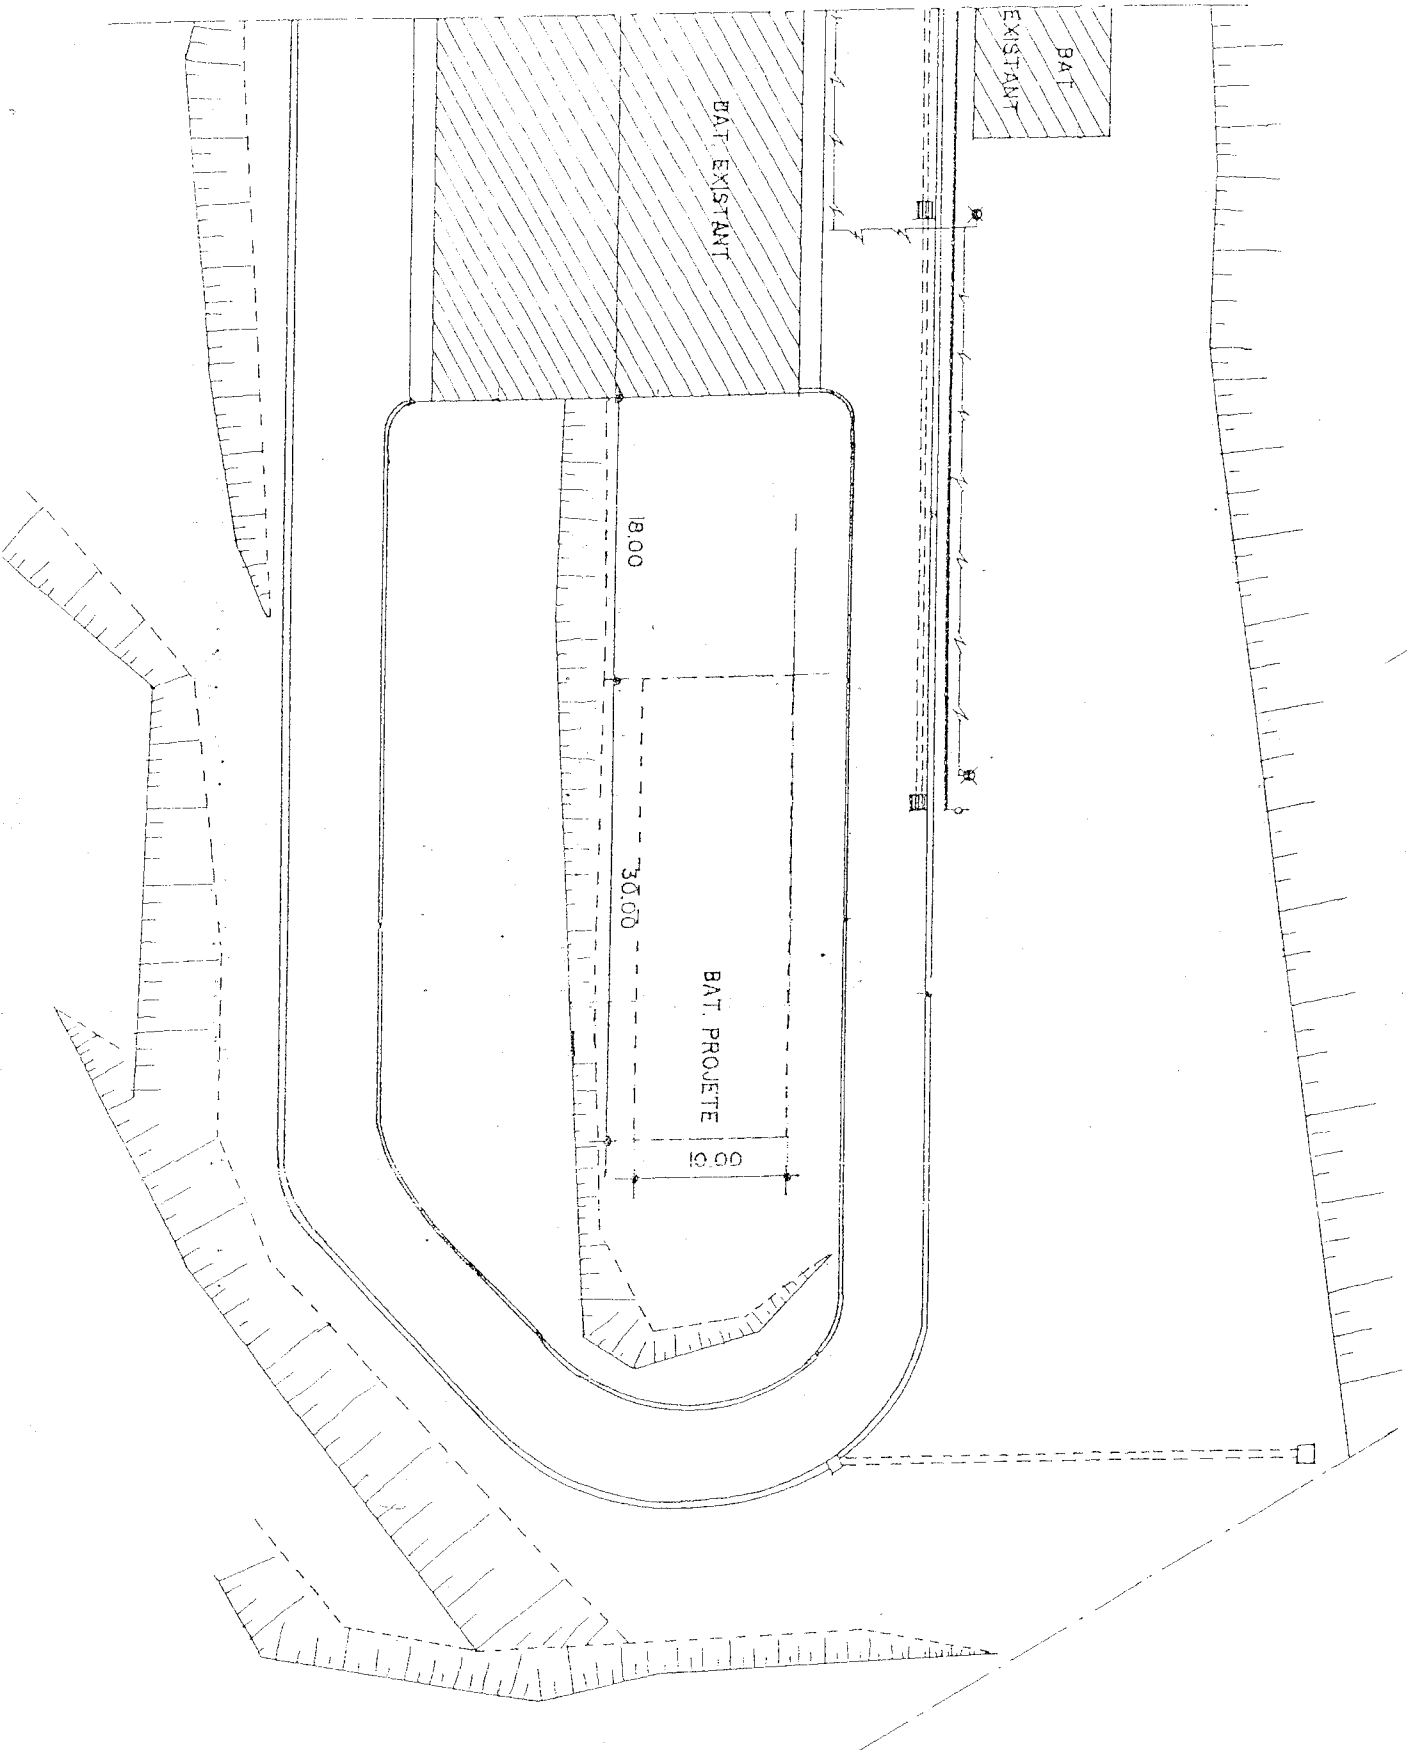 BAT
EXISTANT
BAT. EXISTANT
18.00
30.00
BAT. PROJETE
10.00